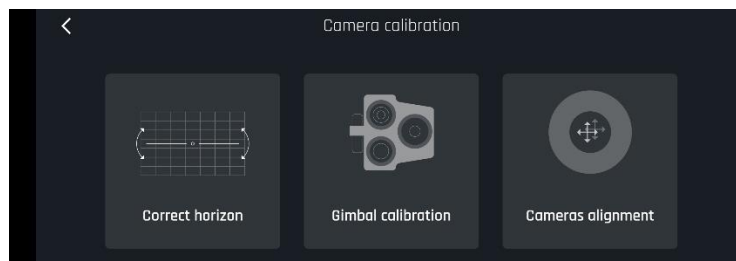 Camera calibration
Correct horizon
Gimbal calibration
Cameras alignment